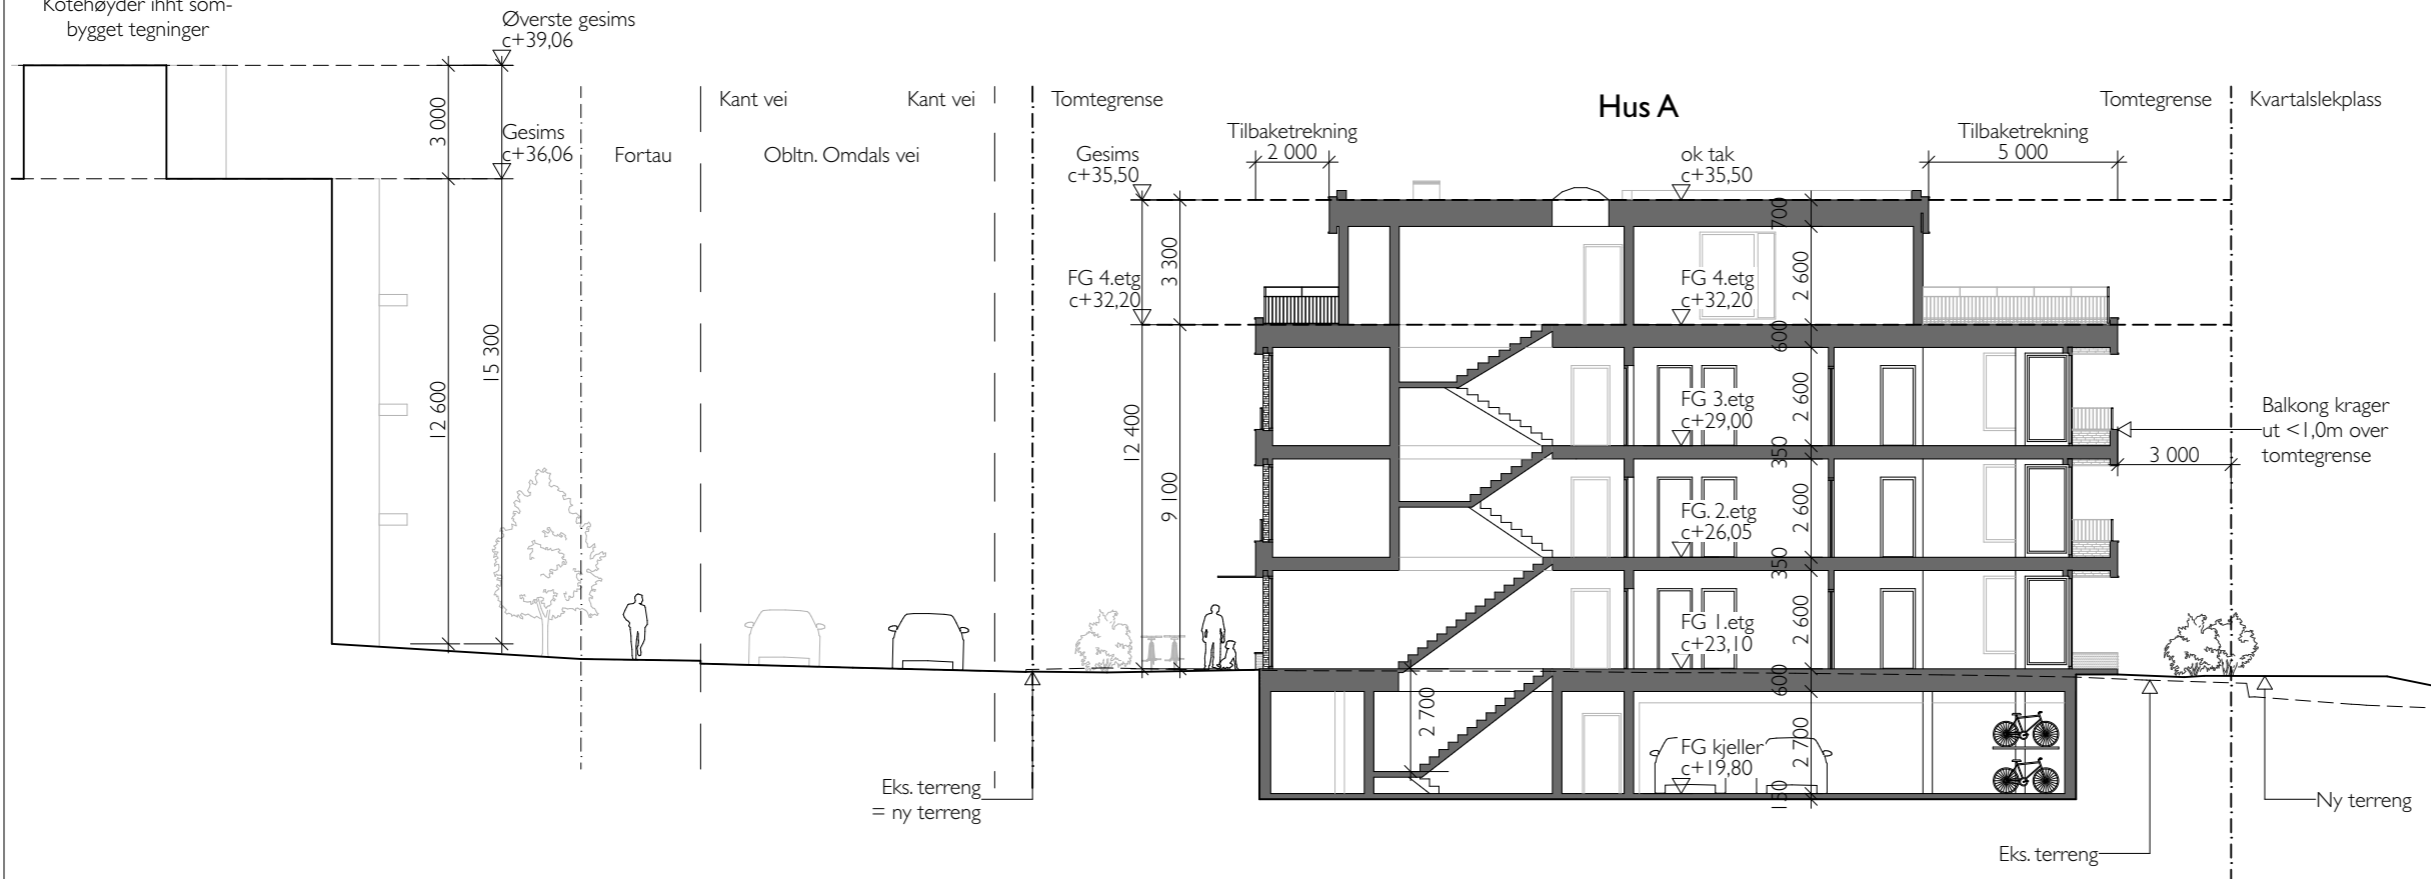 Kotehøyder ihht som-
bygget tegninger
Øverste gesims
c+39,06
3 000
Gesims
c+36,06
12 600
15 300
Fortau
Kant vei
Kant vei
Obltn. Omdals vei
Tomtegrense
Gesims
c+35,50
FG 4.etg
c+32,20
3 300
12 400
9 100
Eks. terreng
= ny terreng
Hus A
Tilbaketrekning
2 000
ok tak
c+35,50
700
FG 4.etg
c+32,20
2 600
600
FG 3.etg
c+29,00
2 600
350
FG. 2.etg
c+26,05
2 600
350
FG 1.etg
c+23,10
2 600
600
2 700
FG kjeller
c+19,80
2 700
150
Tilbaketrekning
5 000
Tomtegrense
Kvartalslekplass
Balkong krager
ut <1,0m over
tomtegrense
3 000
Ny terreng
Eks. terreng